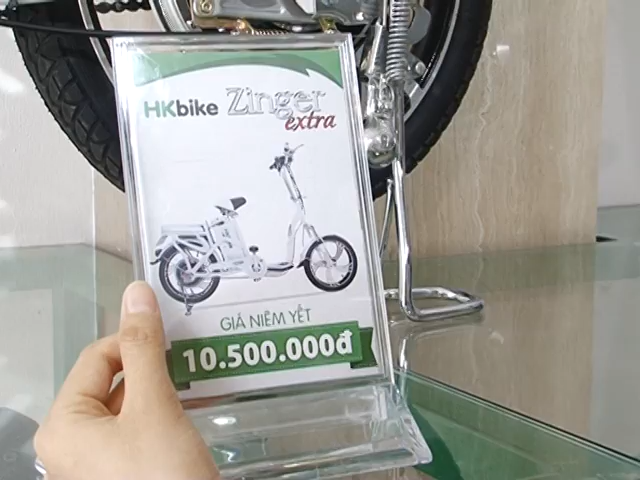 HKbike Zinger
extra
GIÁ NIÊM YẾT
10.500.000đ